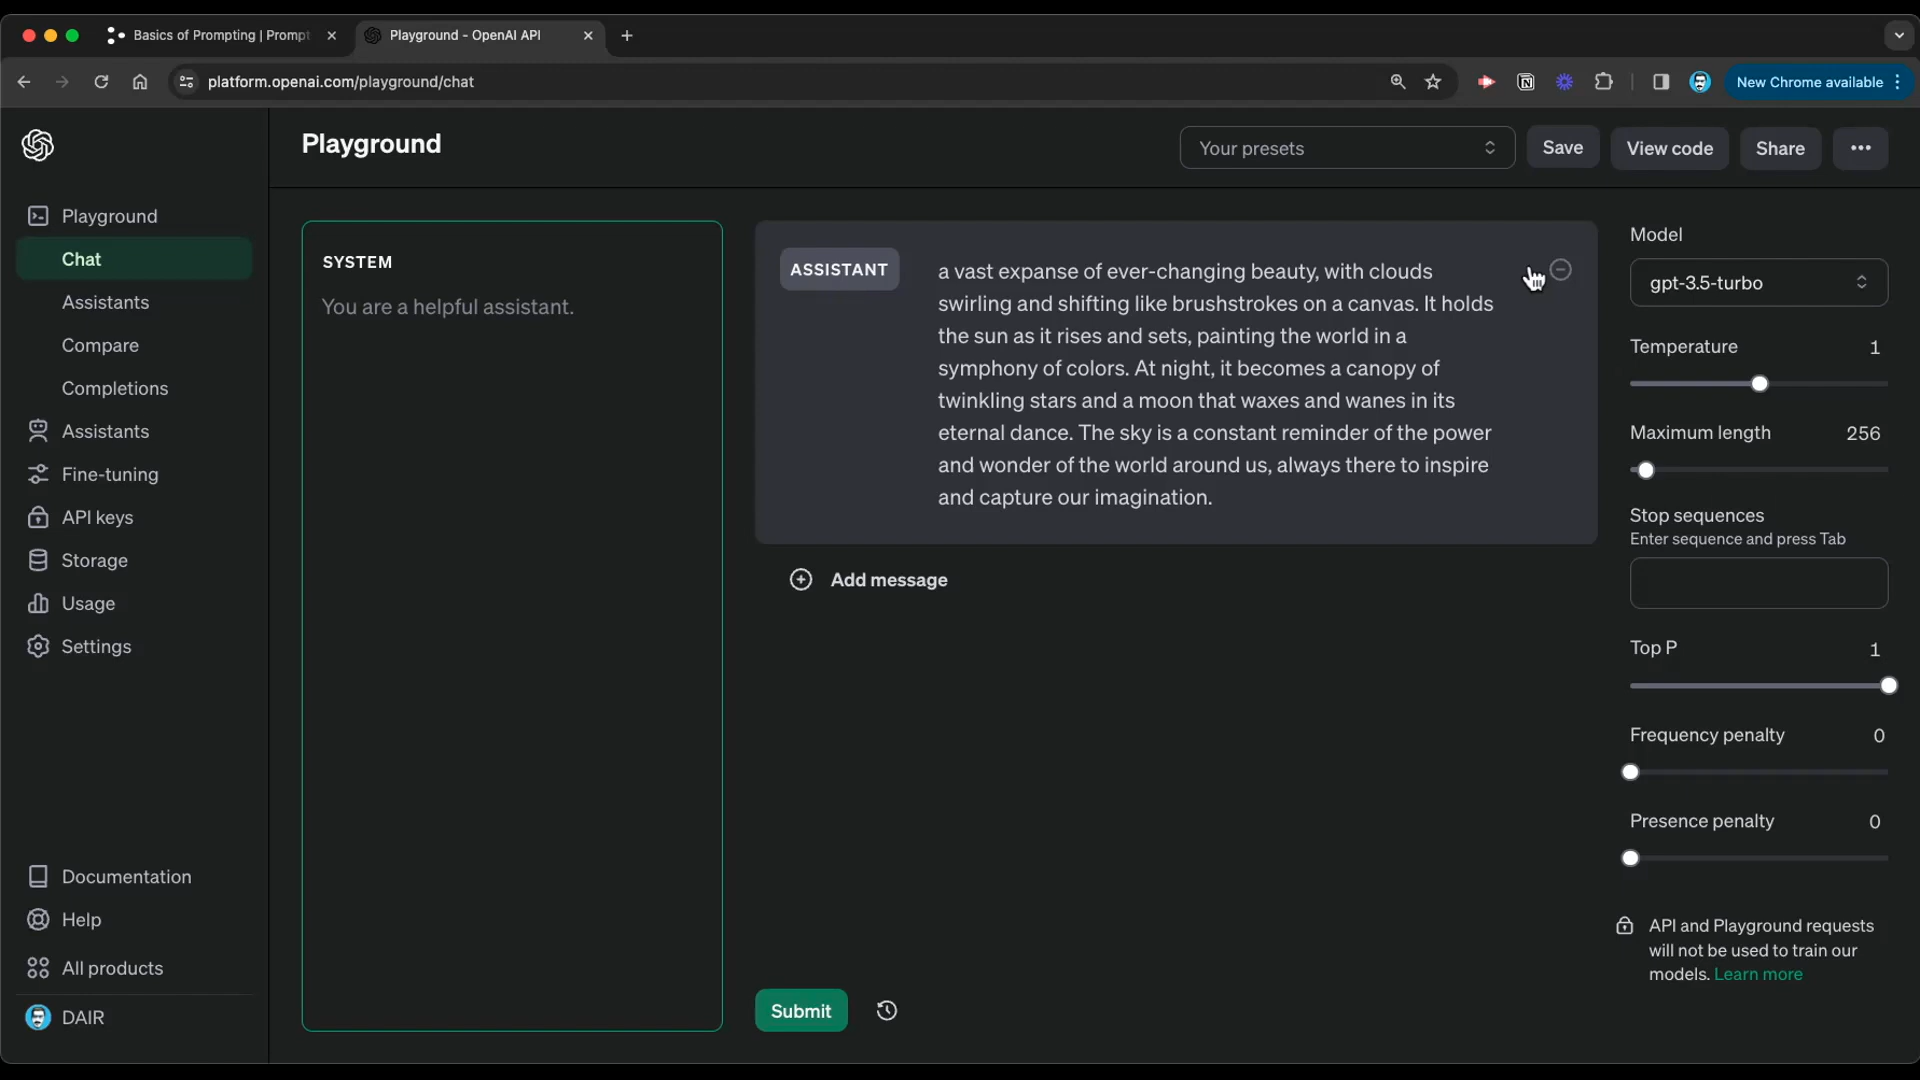 Basics of Prompting | Prompt
Playground - OpenAI API
platform.openai.com/playground/chat
New Chrome available
Playground
Your presets
Save
View code
Share
Playground
Chat
Assistants
Compare
Completions
Assistants
Fine-tuning
API keys
Storage
Usage
Settings
Documentation
Help
All products
DAIR
SYSTEM
You are a helpful assistant.
ASSISTANT
a vast expanse of ever-changing beauty, with clouds
swirling and shifting like brushstrokes on a canvas. It holds
the sun as it rises and sets, painting the world in a
symphony of colors. At night, it becomes a canopy of
twinkling stars and a moon that waxes and wanes in its
eternal dance. The sky is a constant reminder of the power
and wonder of the world around us, always there to inspire
and capture our imagination.
Add message
Submit
Model
gpt-3.5-turbo
Temperature 1
Maximum length 256
Stop sequences
Enter sequence and press Tab
Top P 1
Frequency penalty 0
Presence penalty 0
API and Playground requests
will not be used to train our
models. Learn more